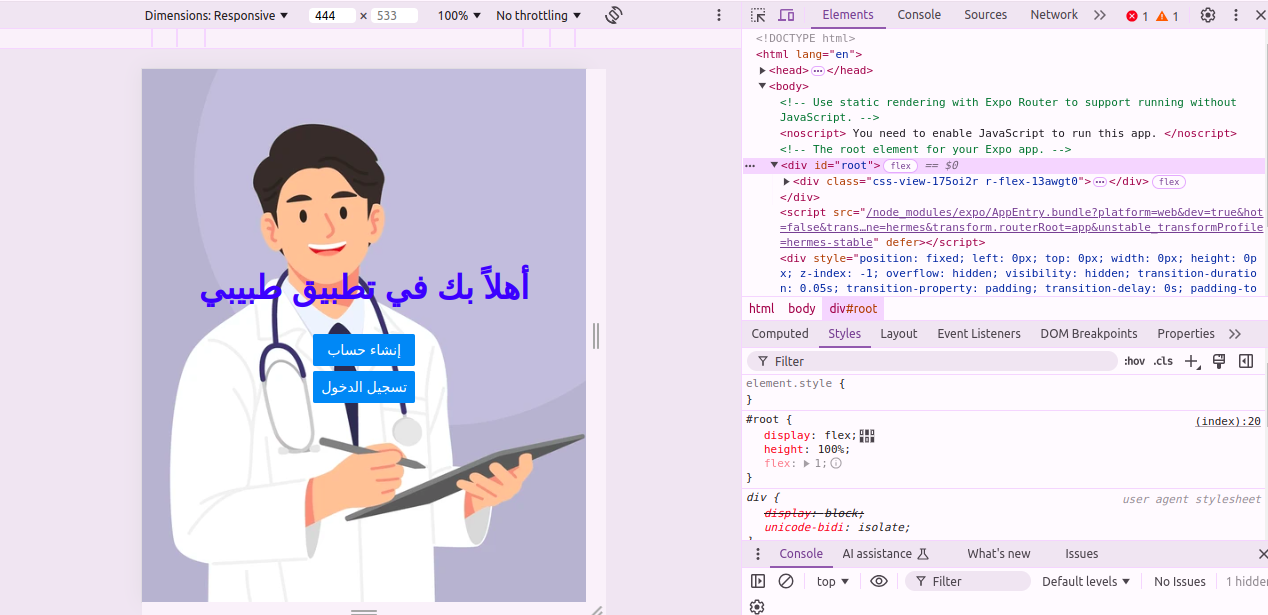 Dimensions: Responsive 444 × 533 100% No throttling
Elements Console Sources Network 1 1
<!DOCTYPE html>
<html lang="en">
<head> </head>
<body>
<!-- Use static rendering with Expo Router to support running without
JavaScript. -->
<noscript> You need to enable JavaScript to run this app. </noscript>
<!-- The root element for your Expo app. -->
<div id="root"> flex == $0
<div class="css-view-175oi2r r-flex-13awgt0"> </div> flex
</div>
<script src="/node_modules/expo/AppEntry.bundle?platform=web&dev=true&hot
=false&trans…ne=hermes&transform.routerRoot=app&unstable_transformProfile
=hermes-stable" defer></script>
<div style="position: fixed; left: 0px; top: 0px; width: 0px; height: 0p
x; z-index: -1; overflow: hidden; visibility: hidden; transition-duratio
n: 0.05s; transition-property: padding; transition-delay: 0s; padding-to
html body div#root
Computed Styles Layout Event Listeners DOM Breakpoints Properties
Filter :hov .cls
element.style {
}
#root { (index):20
display: flex;
height: 100%;
flex: 1;
}
div { user agent stylesheet
display: block;
unicode-bidi: isolate;
Console AI assistance What's new Issues
top Filter Default levels No Issues 1 hidden
أهلاً بك في تطبيق طبيبي
إنشاء حساب
تسجيل الدخول